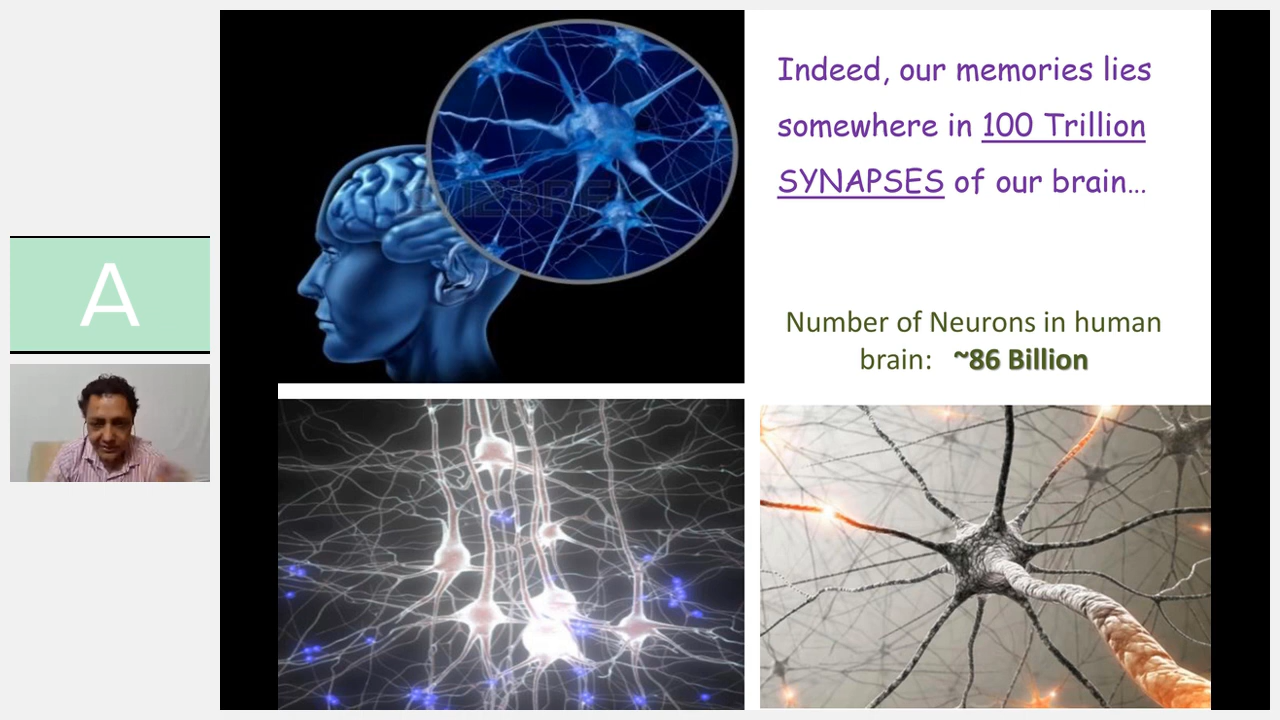 Indeed, our memories lies
somewhere in 100 Trillion
SYNAPSES of our brain...
123RF
Number of Neurons in human
brain: ~86 Billion
A